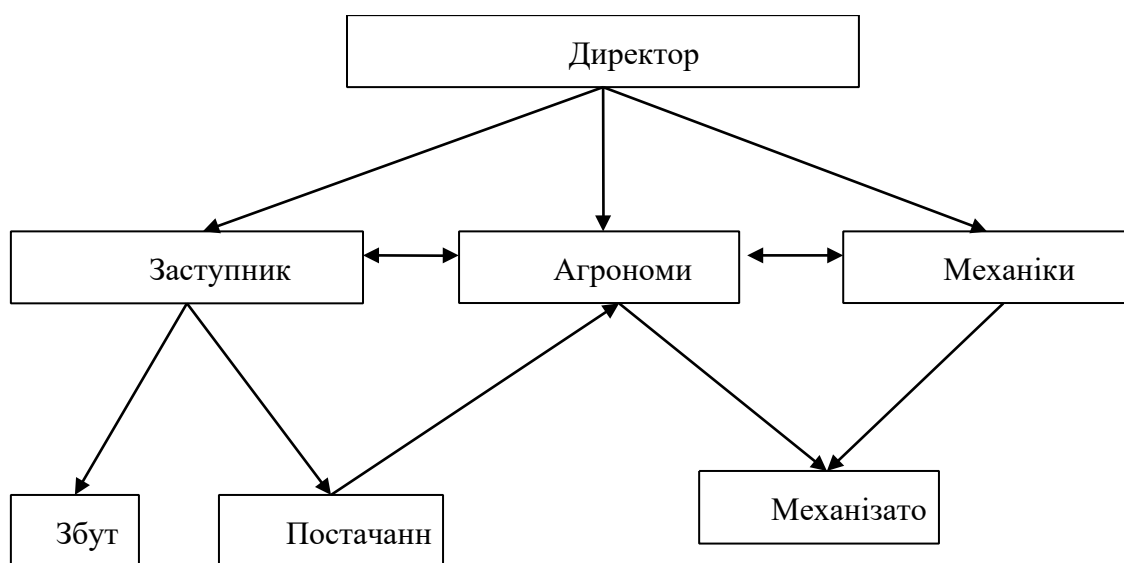 Директор
Заступник
Агрономи
Механіки
Збут
Постачанн
Механізато